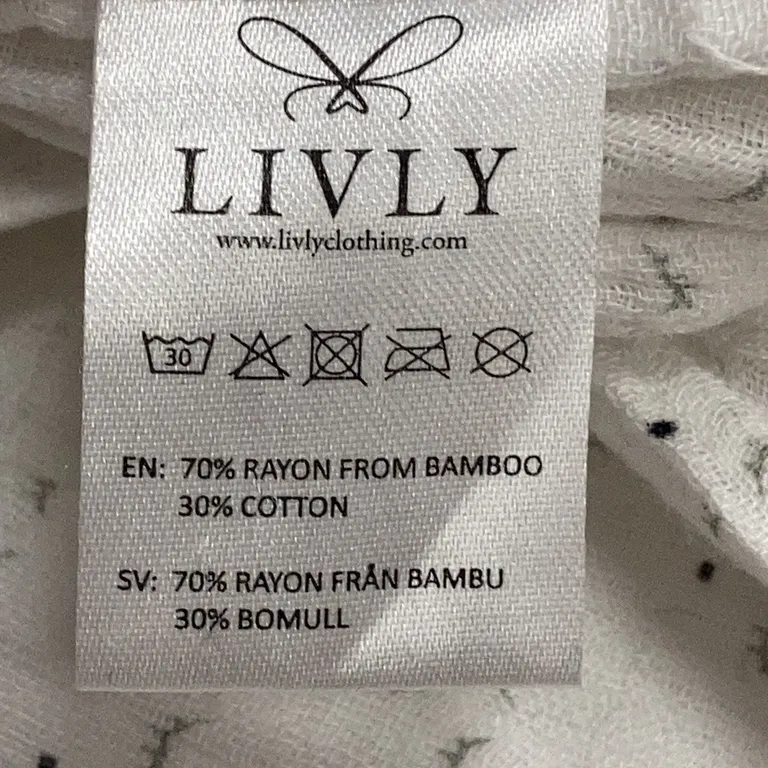 LIVLY
www.livlyclothing.com
30
EN: 70% RAYON FROM BAMBOO
30% COTTON
SV: 70% RAYON FRÅN BAMBU
30% BOMULL